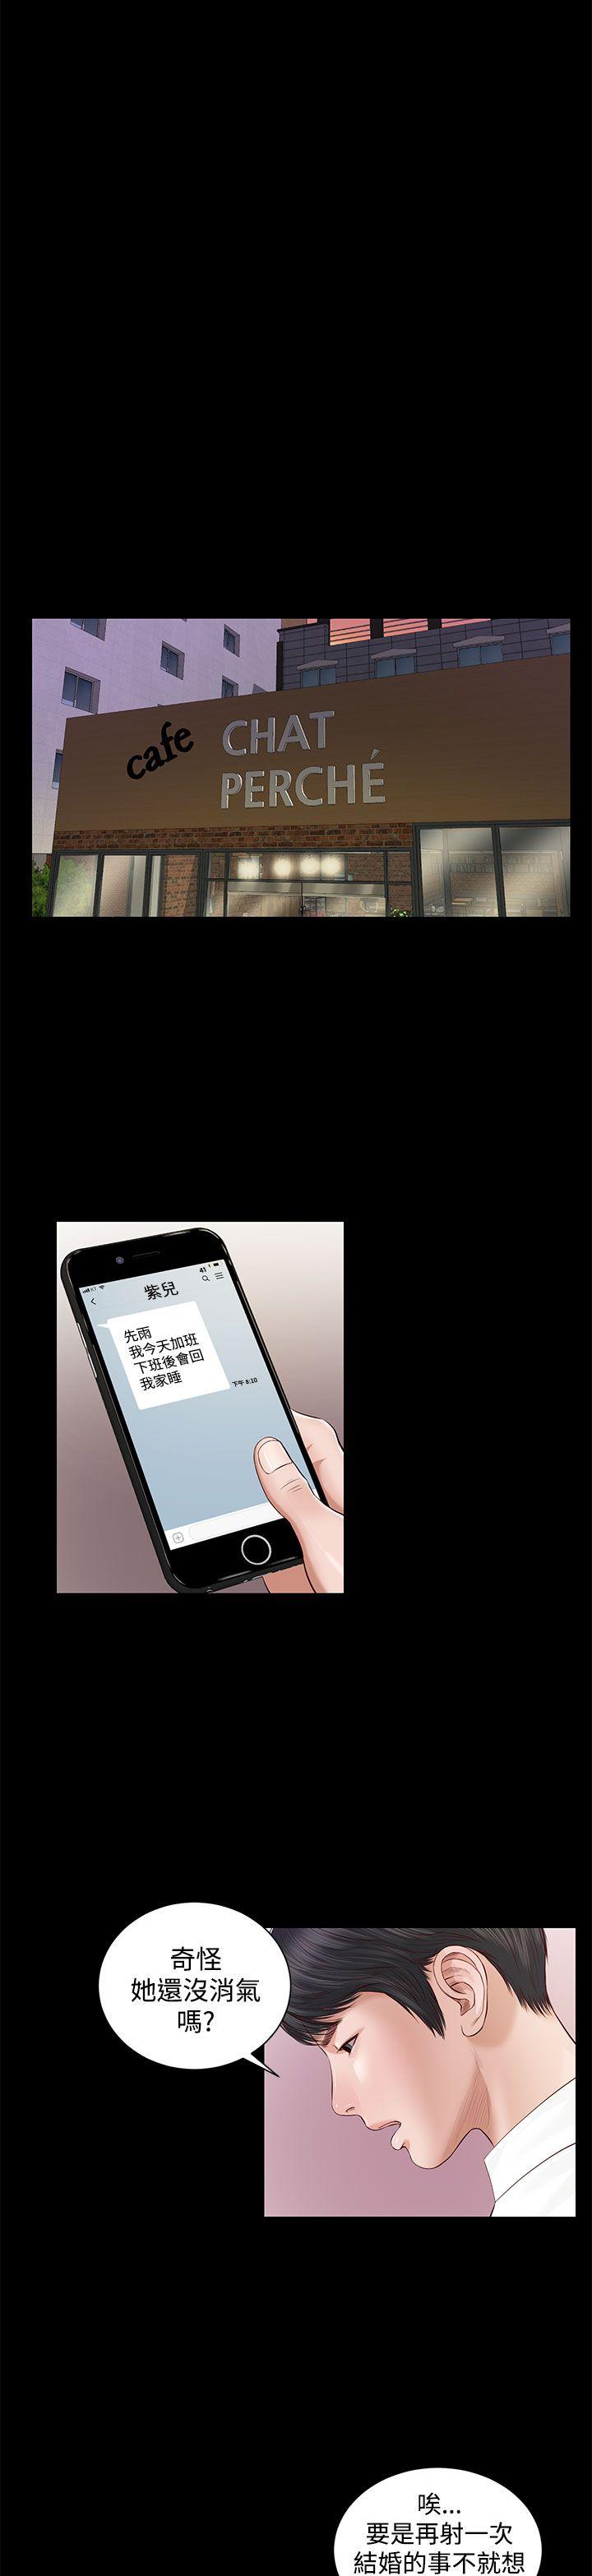 cafe CHAT
PERCHÉ
紫兒
先雨
我今天加班
下班後會回
我家睡
下午 8:10
奇怪
她還沒消氣
嗎?
唉...
要是再射一次
結婚的事不就想